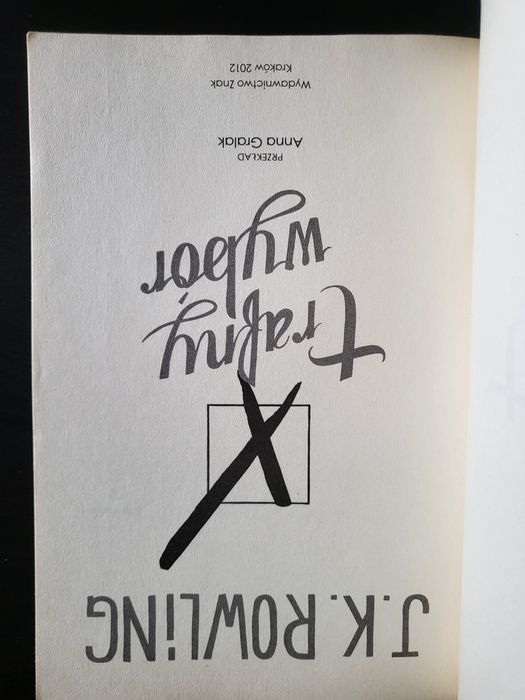 J.K. ROWLiNG
trafny
wybór
PRZEKŁAD
Anna Gralak
Wydawnictwo Znak
Kraków 2012